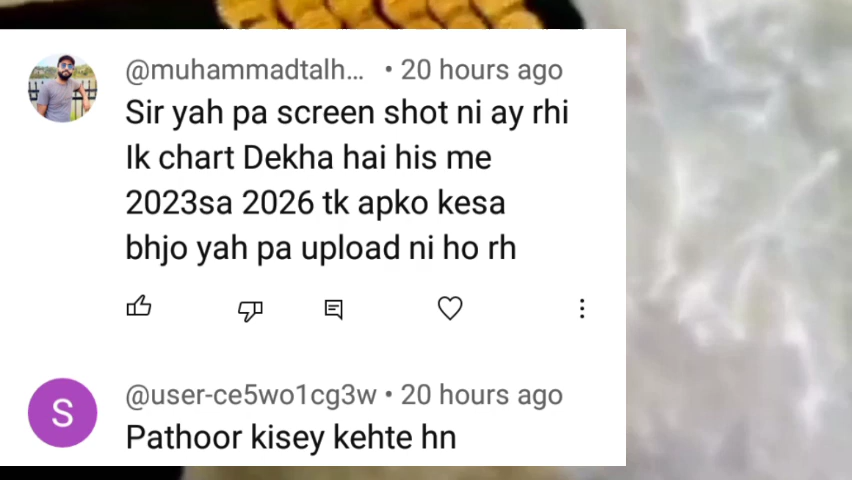 @muhammadtalh... • 20 hours ago
Sir yah pa screen shot ni ay rhi
Ik chart Dekha hai his me
2023sa 2026 tk apko kesa
bhjo yah pa upload ni ho rh
S
@user-ce5wo1cg3w • 20 hours ago
Pathoor kisey kehte hn